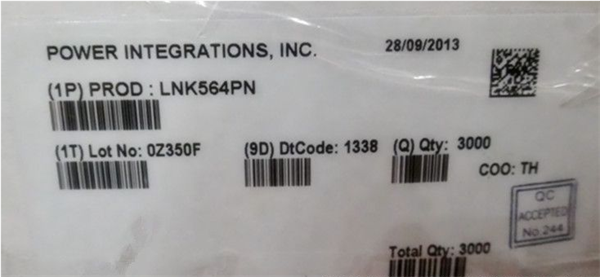 POWER INTEGRATIONS, INC. 28/09/2013
(1P) PROD : LNK564PN
(1T) Lot No: 0Z350F (9D) DtCode: 1338 (Q) Qty: 3000
COO: TH
QC
ACCEPTED
No.244
Total Qty: 3000